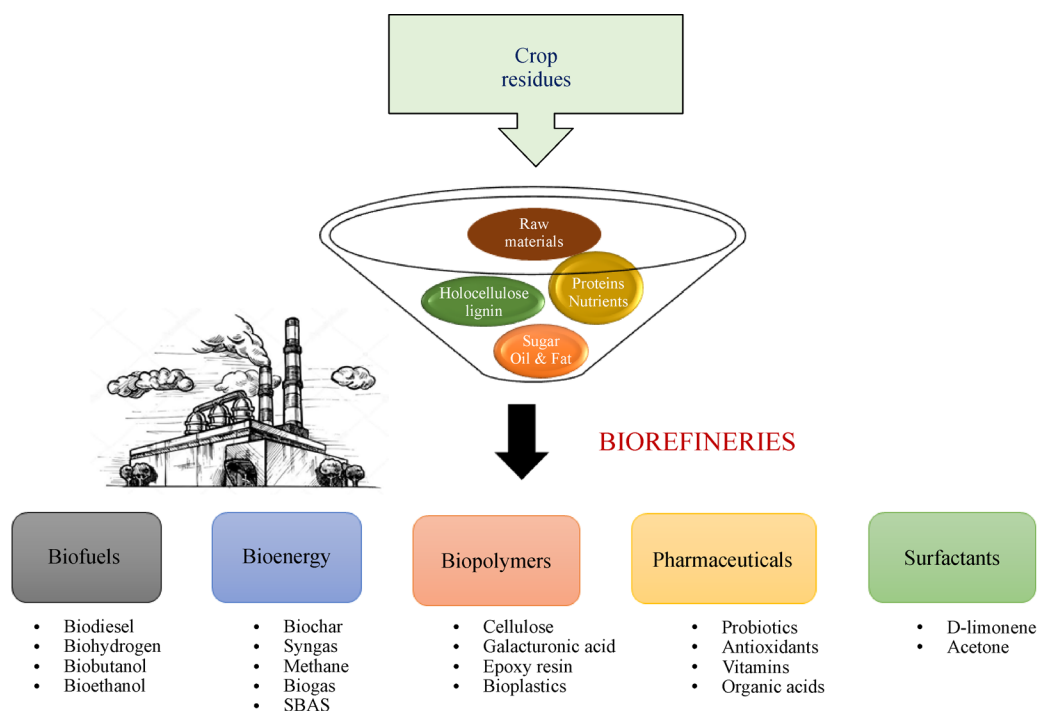 Crop
residues
Raw
materials
Proteins
Nutrients
Holocellulose
lignin
Sugar
Oil & Fat
BIOREFINERIES
Biofuels
Bioenergy
Biopolymers
Pharmaceuticals
Surfactants
• Biodiesel
• Biohydrogen
• Biobutanol
• Bioethanol
• Biochar
• Syngas
• Methane
• Biogas
• SBAS
• Cellulose
• Galacturonic acid
• Epoxy resin
• Bioplastics
• Probiotics
• Antioxidants
• Vitamins
• Organic acids
• D-limonene
• Acetone